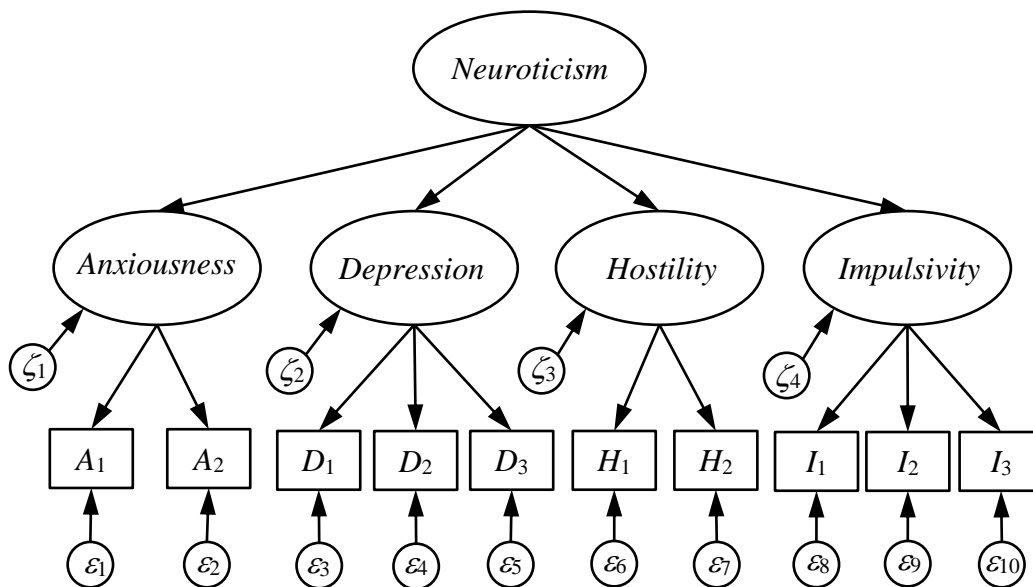 Neuroticism
Anxiousness Depression Hostility Impulsivity
ζ1 ζ2 ζ3 ζ4
A1 A2 D1 D2 D3 H1 H2 I1 I2 I3
ε1 ε2 ε3 ε4 ε5 ε6 ε7 ε8 ε9 ε10